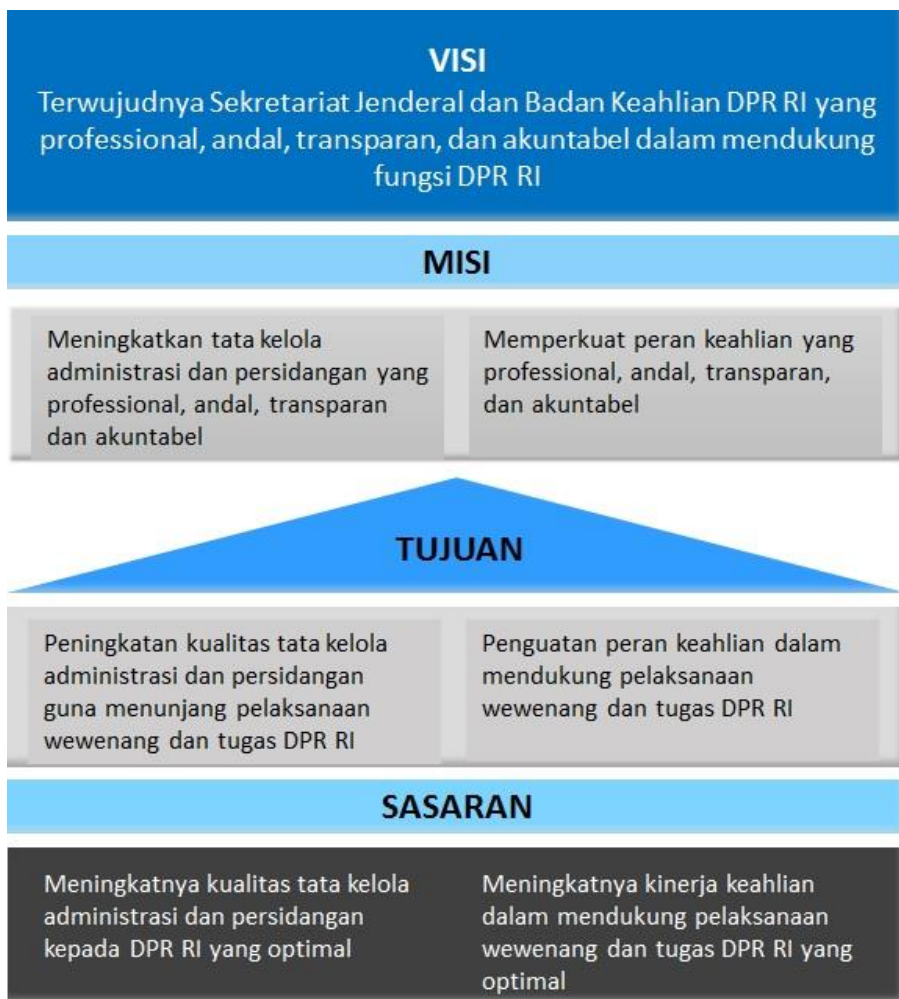 VISI
Terwujudnya Sekretariat Jenderal dan Badan Keahlian DPR RI yang
professional, andal, transparan, dan akuntabel dalam mendukung
fungsi DPR RI
MISI
Meningkatkan tata kelola
administrasi dan persidangan yang
professional, andal, transparan
dan akuntabel
Memperkuat peran keahlian yang
professional, andal, transparan,
dan akuntabel
TUJUAN
Peningkatan kualitas tata kelola
administrasi dan persidangan
guna menunjang pelaksanaan
wewenang dan tugas DPR RI
Penguatan peran keahlian dalam
mendukung pelaksanaan
wewenang dan tugas DPR RI
SASARAN
Meningkatnya kualitas tata kelola
administrasi dan persidangan
kepada DPR RI yang optimal
Meningkatnya kinerja keahlian
dalam mendukung pelaksanaan
wewenang dan tugas DPR RI yang
optimal